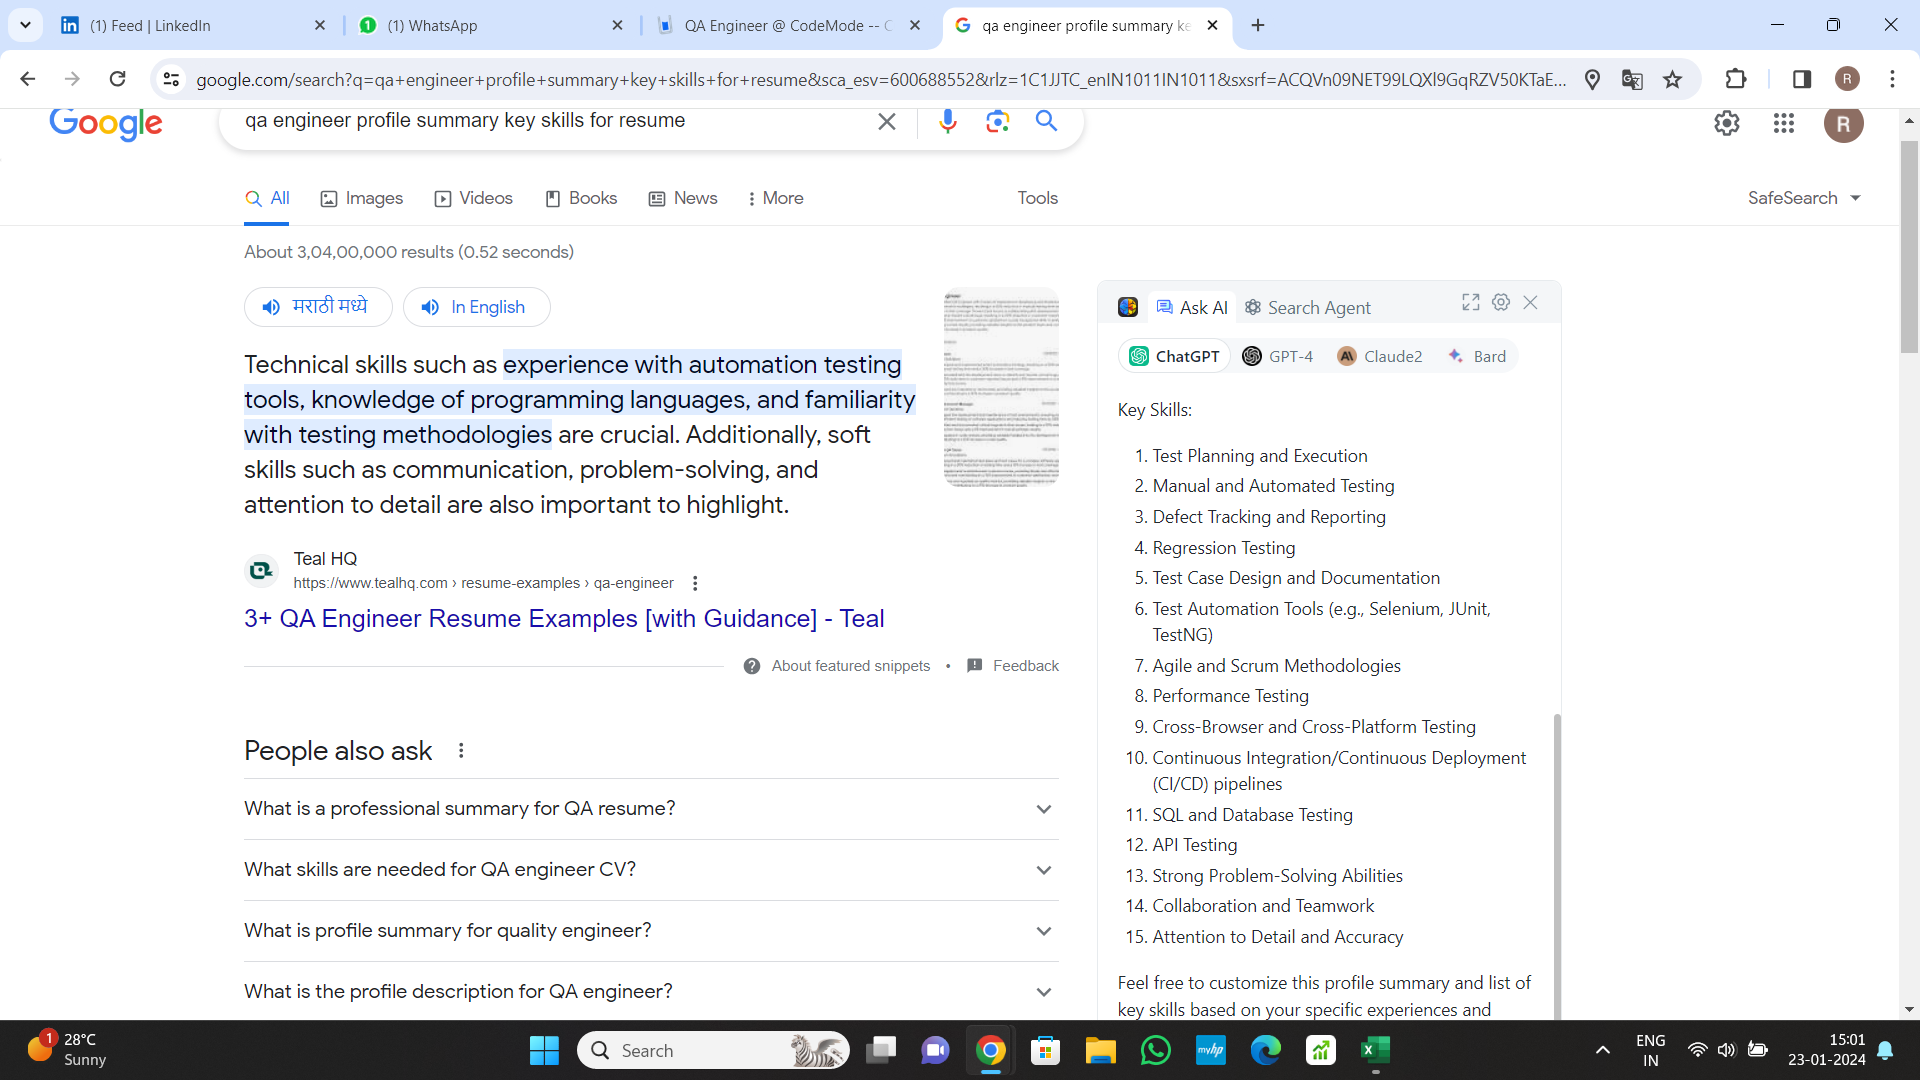 (1) Feed | LinkedIn
(1) WhatsApp
QA Engineer @ CodeMode -- C
qa engineer profile summary ke
google.com/search?q=qa+engineer+profile+summary+key+skills+for+resume&sca_esv=600688552&rlz=1C1JJTC_enIN1011IN1011&sxsrf=ACQVn09NET99LQXl9GqRZV50KTaE...
R
Google
qa engineer profile summary key skills for resume
R
All
Images
Videos
Books
News
More
Tools
SafeSearch
About 3,04,00,000 results (0.52 seconds)
मराठी मध्ये
In English
Technical skills such as experience with automation testing
tools, knowledge of programming languages, and familiarity
with testing methodologies are crucial. Additionally, soft
skills such as communication, problem-solving, and
attention to detail are also important to highlight.
Teal HQ
https://www.tealhq.com › resume-examples › qa-engineer
3+ QA Engineer Resume Examples [with Guidance] - Teal
About featured snippets • Feedback
People also ask
What is a professional summary for QA resume?
What skills are needed for QA engineer CV?
What is profile summary for quality engineer?
What is the profile description for QA engineer?
Ask AI
Search Agent
ChatGPT
GPT-4
Claude2
Bard
Key Skills:
1. Test Planning and Execution
2. Manual and Automated Testing
3. Defect Tracking and Reporting
4. Regression Testing
5. Test Case Design and Documentation
6. Test Automation Tools (e.g., Selenium, JUnit,
TestNG)
7. Agile and Scrum Methodologies
8. Performance Testing
9. Cross-Browser and Cross-Platform Testing
10. Continuous Integration/Continuous Deployment
(CI/CD) pipelines
11. SQL and Database Testing
12. API Testing
13. Strong Problem-Solving Abilities
14. Collaboration and Teamwork
15. Attention to Detail and Accuracy
Feel free to customize this profile summary and list of
key skills based on your specific experiences and
1
28°C
Sunny
Search
myhp
ENG
IN
15:01
23-01-2024